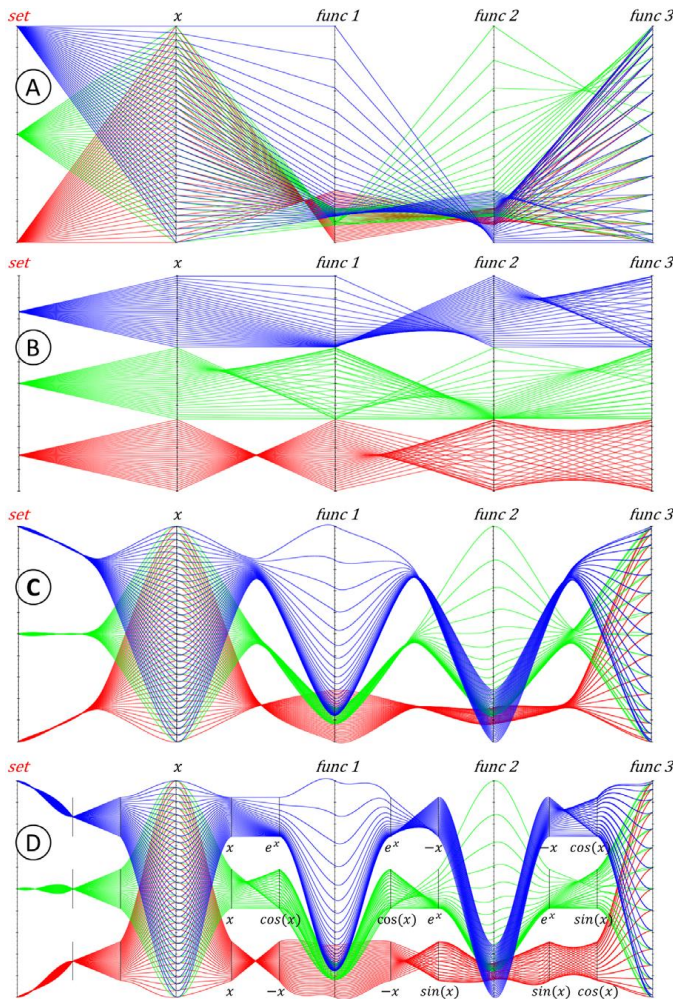 set x func 1 func 2 func 3
A
set x func 1 func 2 func 3
B
set x func 1 func 2 func 3
C
set x func 1 func 2 func 3
D
x e^x e^x -x -x cos(x)
x cos(x) cos(x) e^x e^x sin(x)
x -x -x sin(x) sin(x) cos(x)